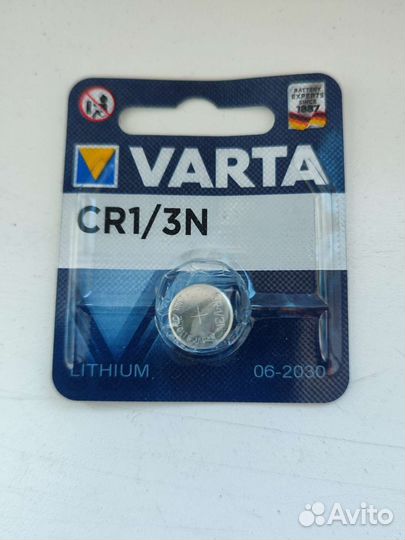 BATTERY
EXPERTS
SINCE
1887
VARTA
CR1/3N
LITHIUM 06-2030
Avito